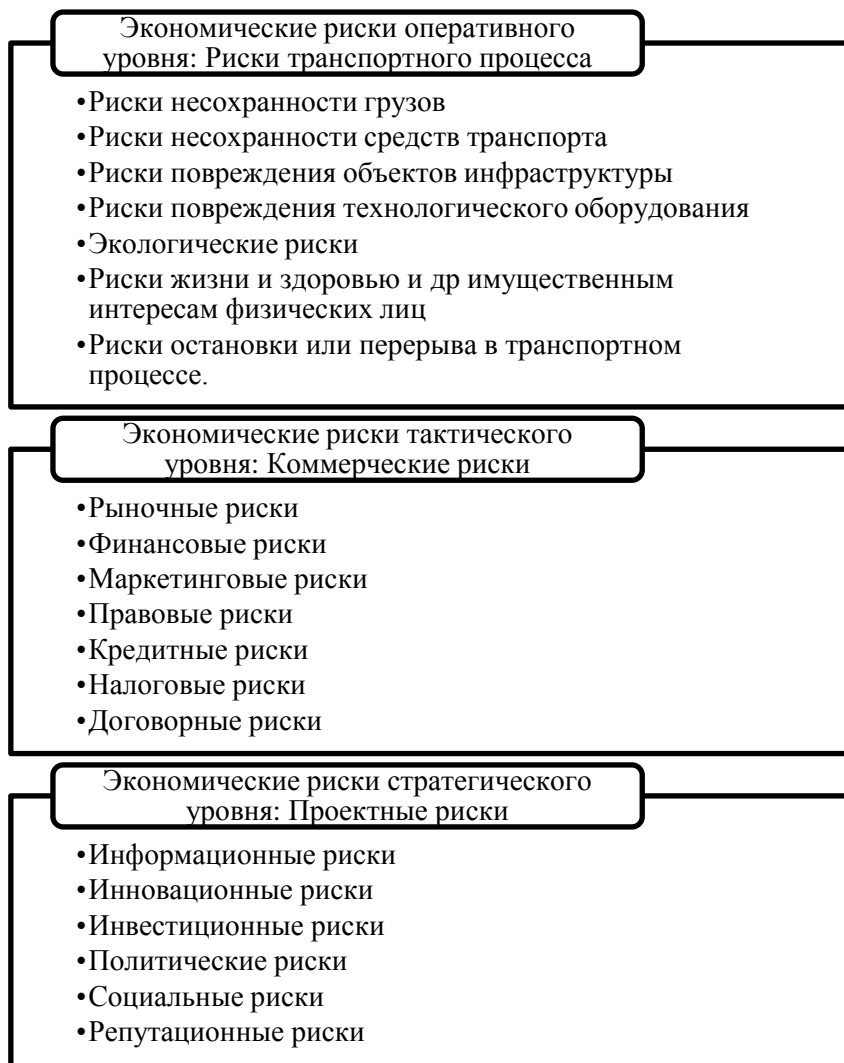 Экономические риски оперативного
уровня: Риски транспортного процесса
•Риски несохранности грузов
•Риски несохранности средств транспорта
•Риски повреждения объектов инфраструктуры
•Риски повреждения технологического оборудования
•Экологические риски
•Риски жизни и здоровью и др имущественным
интересам физических лиц
•Риски остановки или перерыва в транспортном
процессе.
Экономические риски тактического
уровня: Коммерческие риски
•Рыночные риски
•Финансовые риски
•Маркетинговые риски
•Правовые риски
•Кредитные риски
•Налоговые риски
•Договорные риски
Экономические риски стратегического
уровня: Проектные риски
•Информационные риски
•Инновационные риски
•Инвестиционные риски
•Политические риски
•Социальные риски
•Репутационные риски